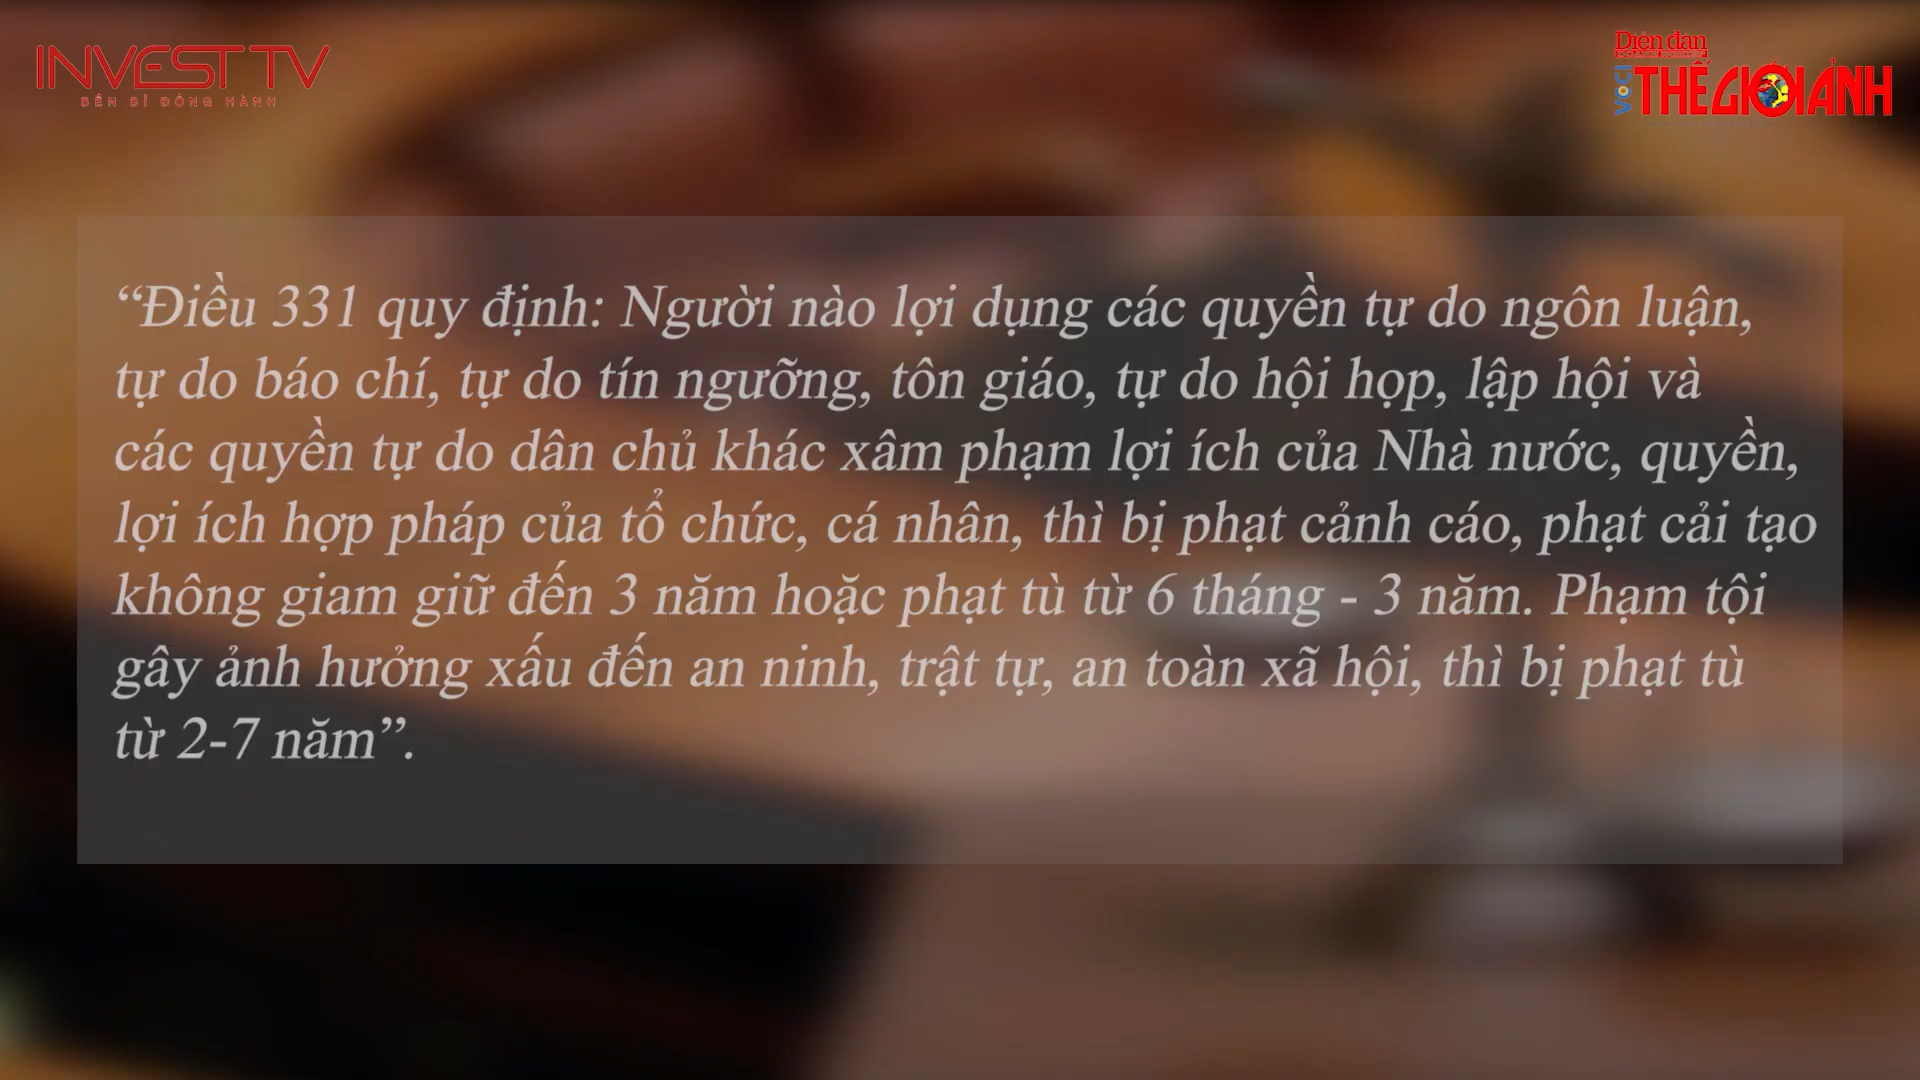 INVEST TV
BỀN BỈ ĐỒNG HÀNH
Diễn đàn
VCCI THẾ GIỚI ẢNH
“Điều 331 quy định: Người nào lợi dụng các quyền tự do ngôn luận,
tự do báo chí, tự do tín ngưỡng, tôn giáo, tự do hội họp, lập hội và
các quyền tự do dân chủ khác xâm phạm lợi ích của Nhà nước, quyền,
lợi ích hợp pháp của tổ chức, cá nhân, thì bị phạt cảnh cáo, phạt cải tạo
không giam giữ đến 3 năm hoặc phạt tù từ 6 tháng - 3 năm. Phạm tội
gây ảnh hưởng xấu đến an ninh, trật tự, an toàn xã hội, thì bị phạt tù
từ 2-7 năm”.